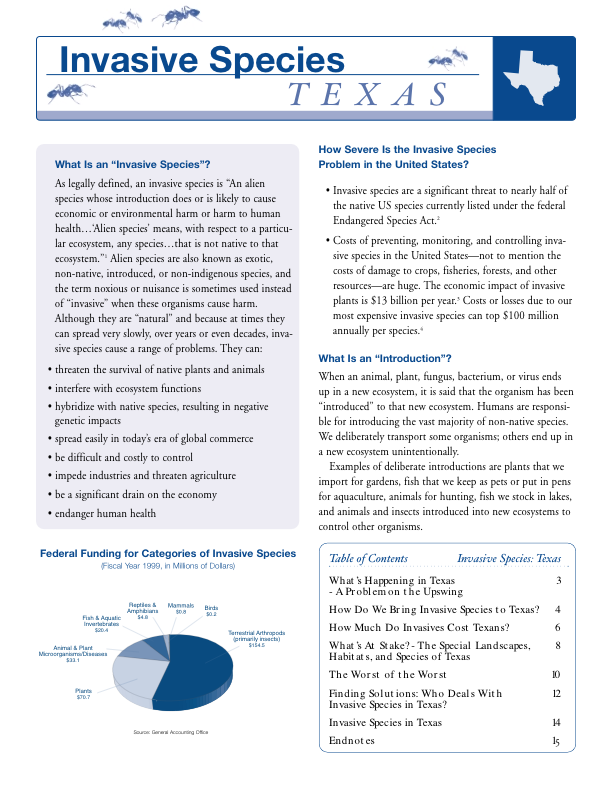 Invasive Species
TEXAS
What Is an “Invasive Species”?
As legally defined, an invasive species is “An alien
species whose introduction does or is likely to cause
economic or environmental harm or harm to human
health…‘Alien species’ means, with respect to a particu-
lar ecosystem, any species…that is not native to that
ecosystem.”1 Alien species are also known as exotic,
non-native, introduced, or non-indigenous species, and
the term noxious or nuisance is sometimes used instead
of “invasive” when these organisms cause harm.
Although they are “natural” and because at times they
can spread very slowly, over years or even decades, inva-
sive species cause a range of problems. They can:
• threaten the survival of native plants and animals
• interfere with ecosystem functions
• hybridize with native species, resulting in negative
genetic impacts
• spread easily in today’s era of global commerce
• be difficult and costly to control
• impede industries and threaten agriculture
• be a significant drain on the economy
• endanger human health
Federal Funding for Categories of Invasive Species
(Fiscal Year 1999, in Millions of Dollars)
Reptiles &
Amphibians
$4.8
Mammals
$0.8
Birds
$0.2
Fish & Aquatic
Invertebrates
$20.4
Terrestrial Arthropods
(primarily insects)
$154.5
Animal & Plant
Microorganisms/Diseases
$33.1
Plants
$70.7
Source: General Accounting Office
How Severe Is the Invasive Species
Problem in the United States?
• Invasive species are a significant threat to nearly half of
the native US species currently listed under the federal
Endangered Species Act.2
• Costs of preventing, monitoring, and controlling inva-
sive species in the United States—not to mention the
costs of damage to crops, fisheries, forests, and other
resources—are huge. The economic impact of invasive
plants is $13 billion per year.3 Costs or losses due to our
most expensive invasive species can top $100 million
annually per species.4
What Is an “Introduction”?
When an animal, plant, fungus, bacterium, or virus ends
up in a new ecosystem, it is said that the organism has been
“introduced” to that new ecosystem. Humans are responsi-
ble for introducing the vast majority of non-native species.
We deliberately transport some organisms; others end up in
a new ecosystem unintentionally.
Examples of deliberate introductions are plants that we
import for gardens, fish that we keep as pets or put in pens
for aquaculture, animals for hunting, fish we stock in lakes,
and animals and insects introduced into new ecosystems to
control other organisms.
Table of Contents Invasive Species: Texas
What’s Happening in Texas 3
- A Problem on the Upswing
How Do We Bring Invasive Species to Texas? 4
How Much Do Invasives Cost Texans? 6
What’s At Stake? - The Special Landscapes, 8
Habitats, and Species of Texas
The Worst of the Worst 10
Finding Solutions: Who Deals With 12
Invasive Species in Texas?
Invasive Species in Texas 14
Endnotes 15